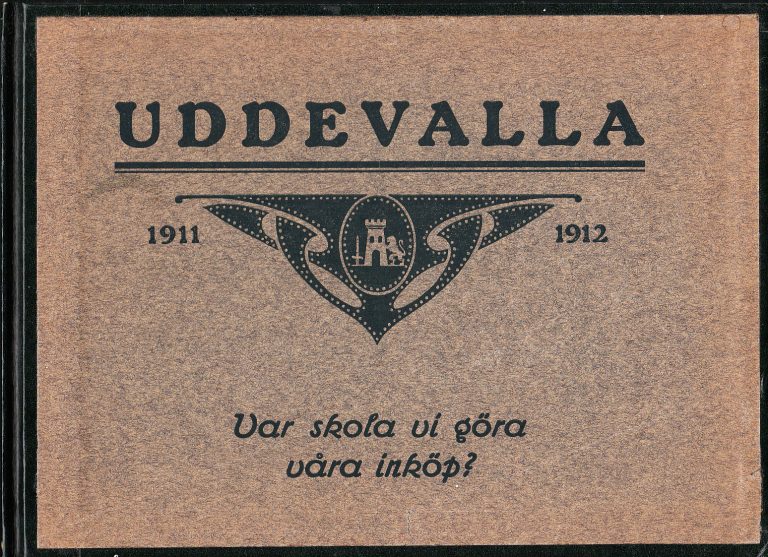 UDDEVALLA
1911 1912
Var skola vi göra
våra inköp?